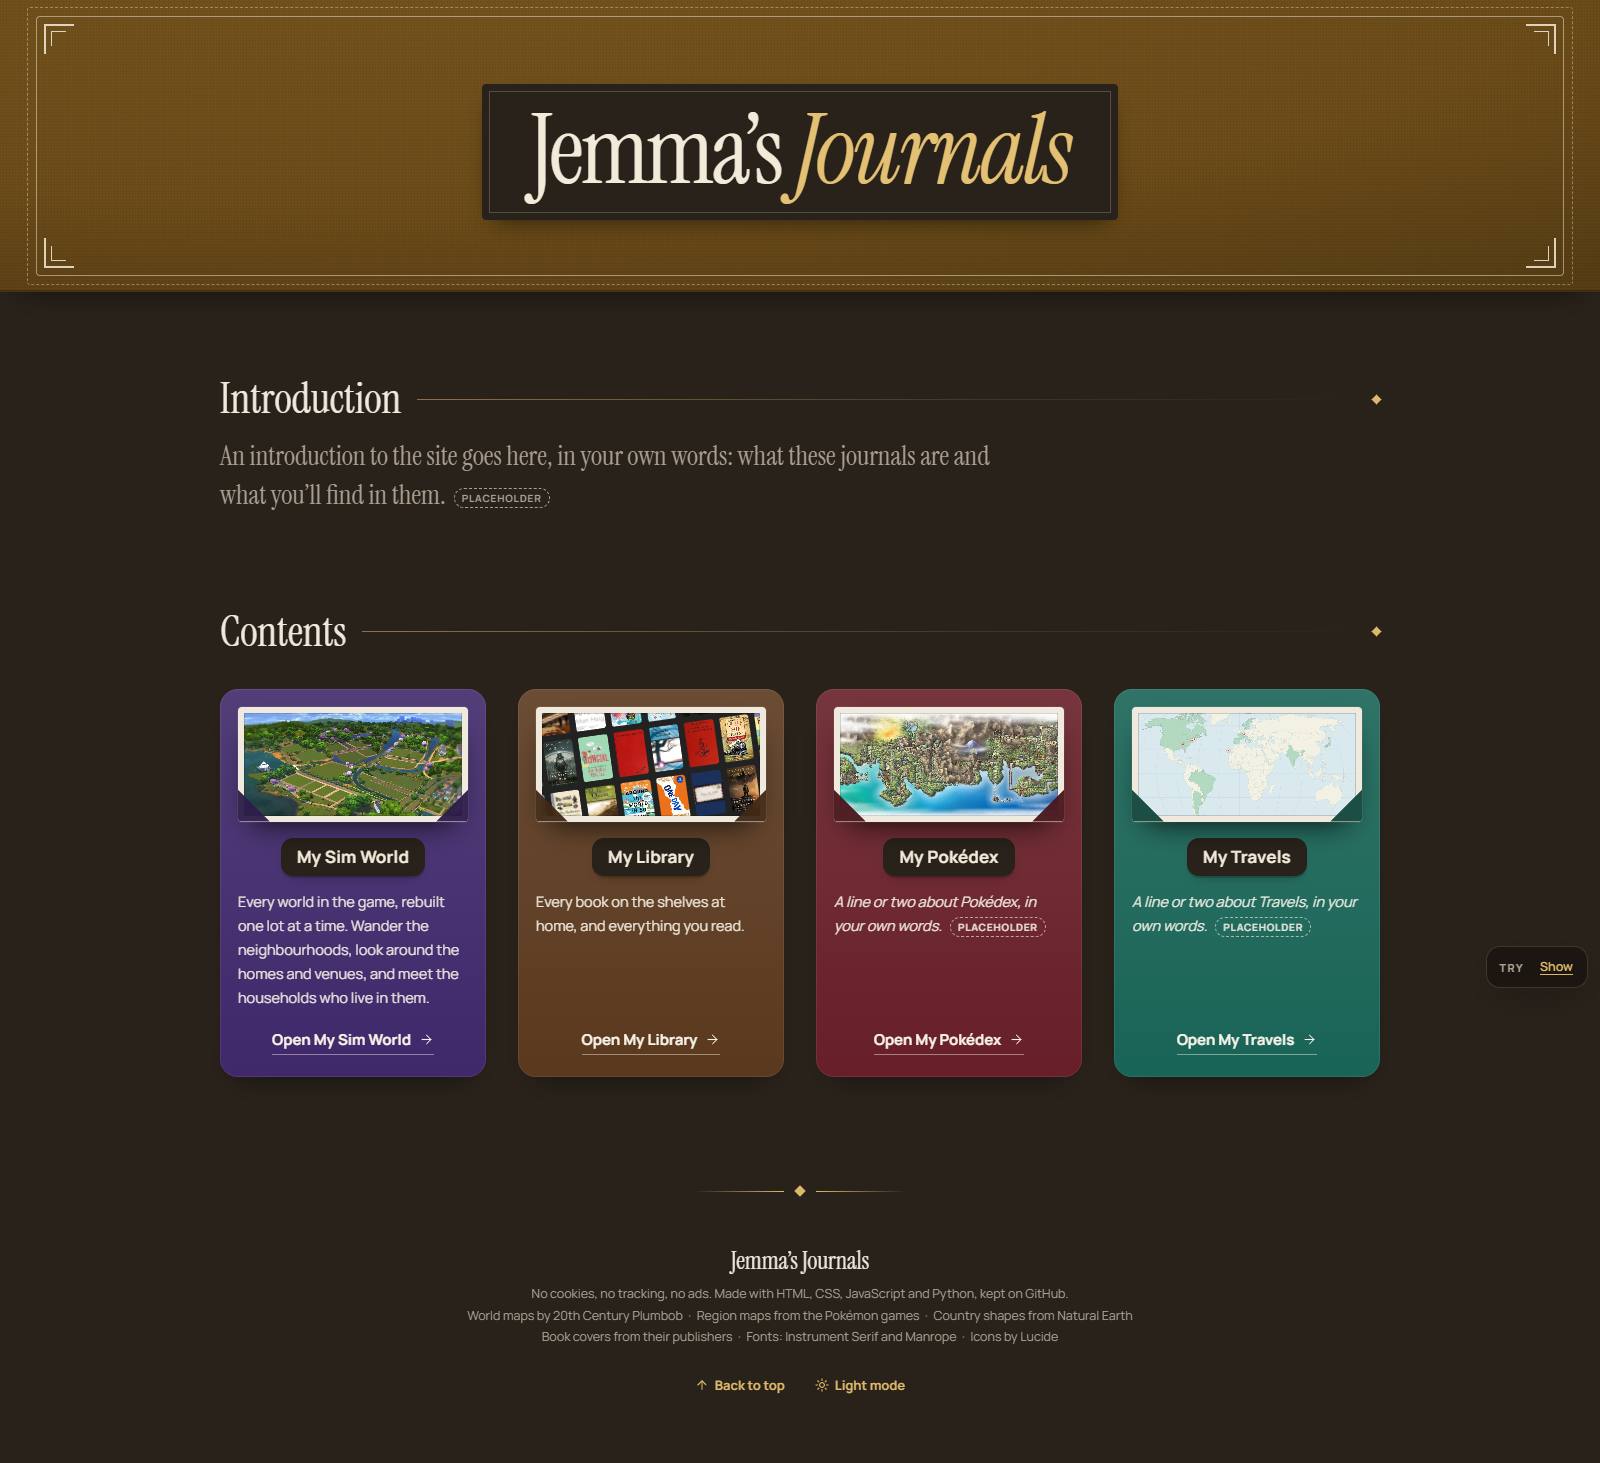 Jemma’s Journals
Introduction
An introduction to the site goes here, in your own words: what these journals are and
what you’ll find in them. PLACEHOLDER
Contents
My Sim World
Every world in the game, rebuilt
one lot at a time. Wander the
neighbourhoods, look around the
homes and venues, and meet the
households who live in them.
Open My Sim World →
My Library
Every book on the shelves at
home, and everything you read.
Open My Library →
My Pokédex
A line or two about Pokédex, in
your own words. PLACEHOLDER
Open My Pokédex →
My Travels
A line or two about Travels, in your
own words. PLACEHOLDER
Open My Travels →
TRY Show
Jemma’s Journals
No cookies, no tracking, no ads. Made with HTML, CSS, JavaScript and Python, kept on GitHub.
World maps by 20th Century Plumbob · Region maps from the Pokémon games · Country shapes from Natural Earth
Book covers from their publishers · Fonts: Instrument Serif and Manrope · Icons by Lucide
↑ Back to top Light mode